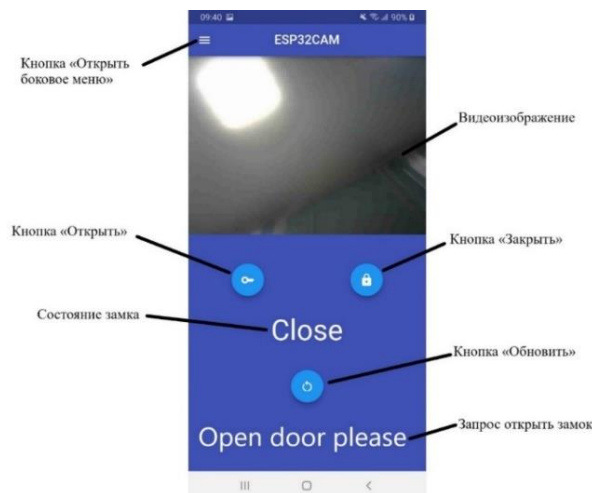 09:40
90%
ESP32CAM
Кнопка «Открыть
боковое меню»
Видеоизображение
Кнопка «Открыть»
Кнопка «Закрыть»
Состояние замка
Close
Кнопка «Обновить»
Open door please
Запрос открыть замок